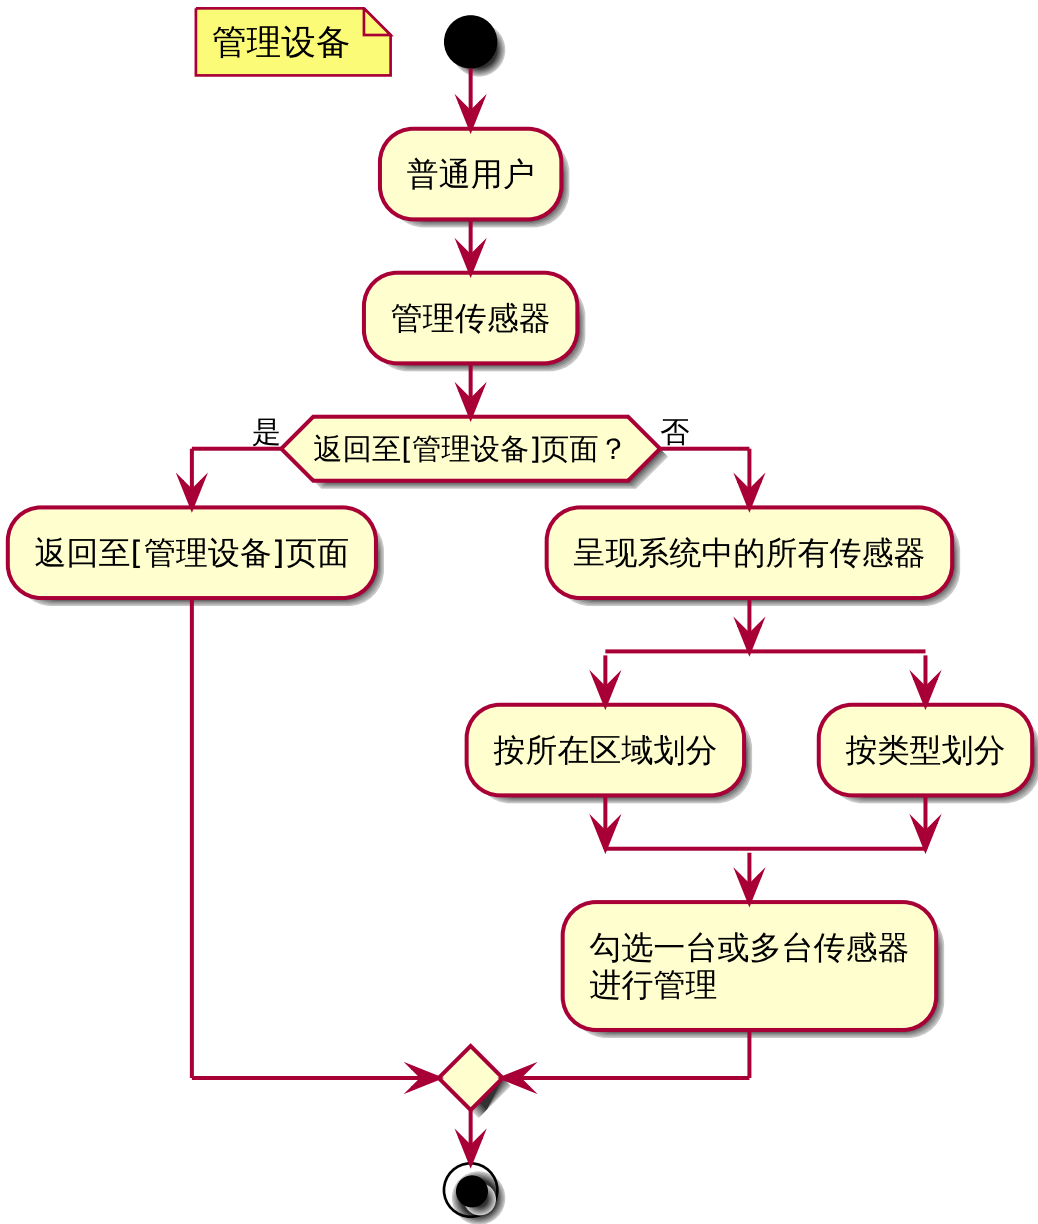 管理设备
普通用户
管理传感器
是
返回至[管理设备]页面？
否
返回至[管理设备]页面
呈现系统中的所有传感器
按所在区域划分
按类型划分
勾选一台或多台传感器
进行管理